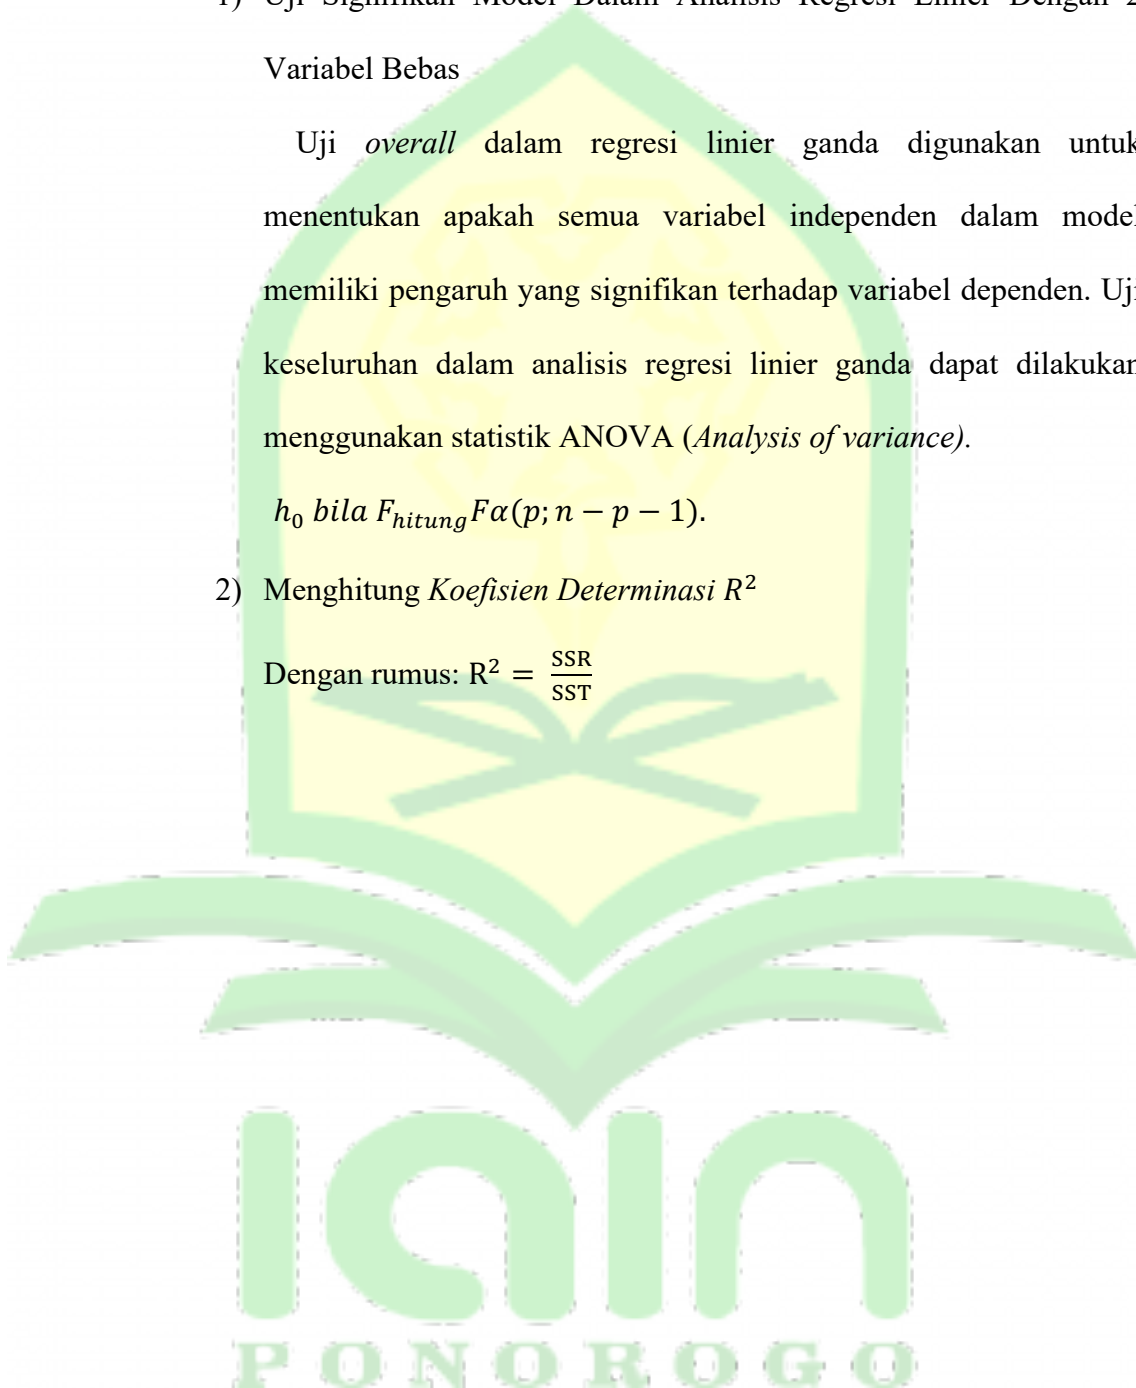 1) Uji Signifikan Model Dalam Analisis Regresi Linier Dengan 2
Variabel Bebas
Uji overall dalam regresi linier ganda digunakan untuk
menentukan apakah semua variabel independen dalam model
memiliki pengaruh yang signifikan terhadap variabel dependen. Uji
keseluruhan dalam analisis regresi linier ganda dapat dilakukan
menggunakan statistik ANOVA (Analysis of variance).
h₀ bila F_hitung Fα(p; n − p − 1).
2) Menghitung Koefisien Determinasi R²
Dengan rumus: R² = SSR/SST
iain
PONOROGO